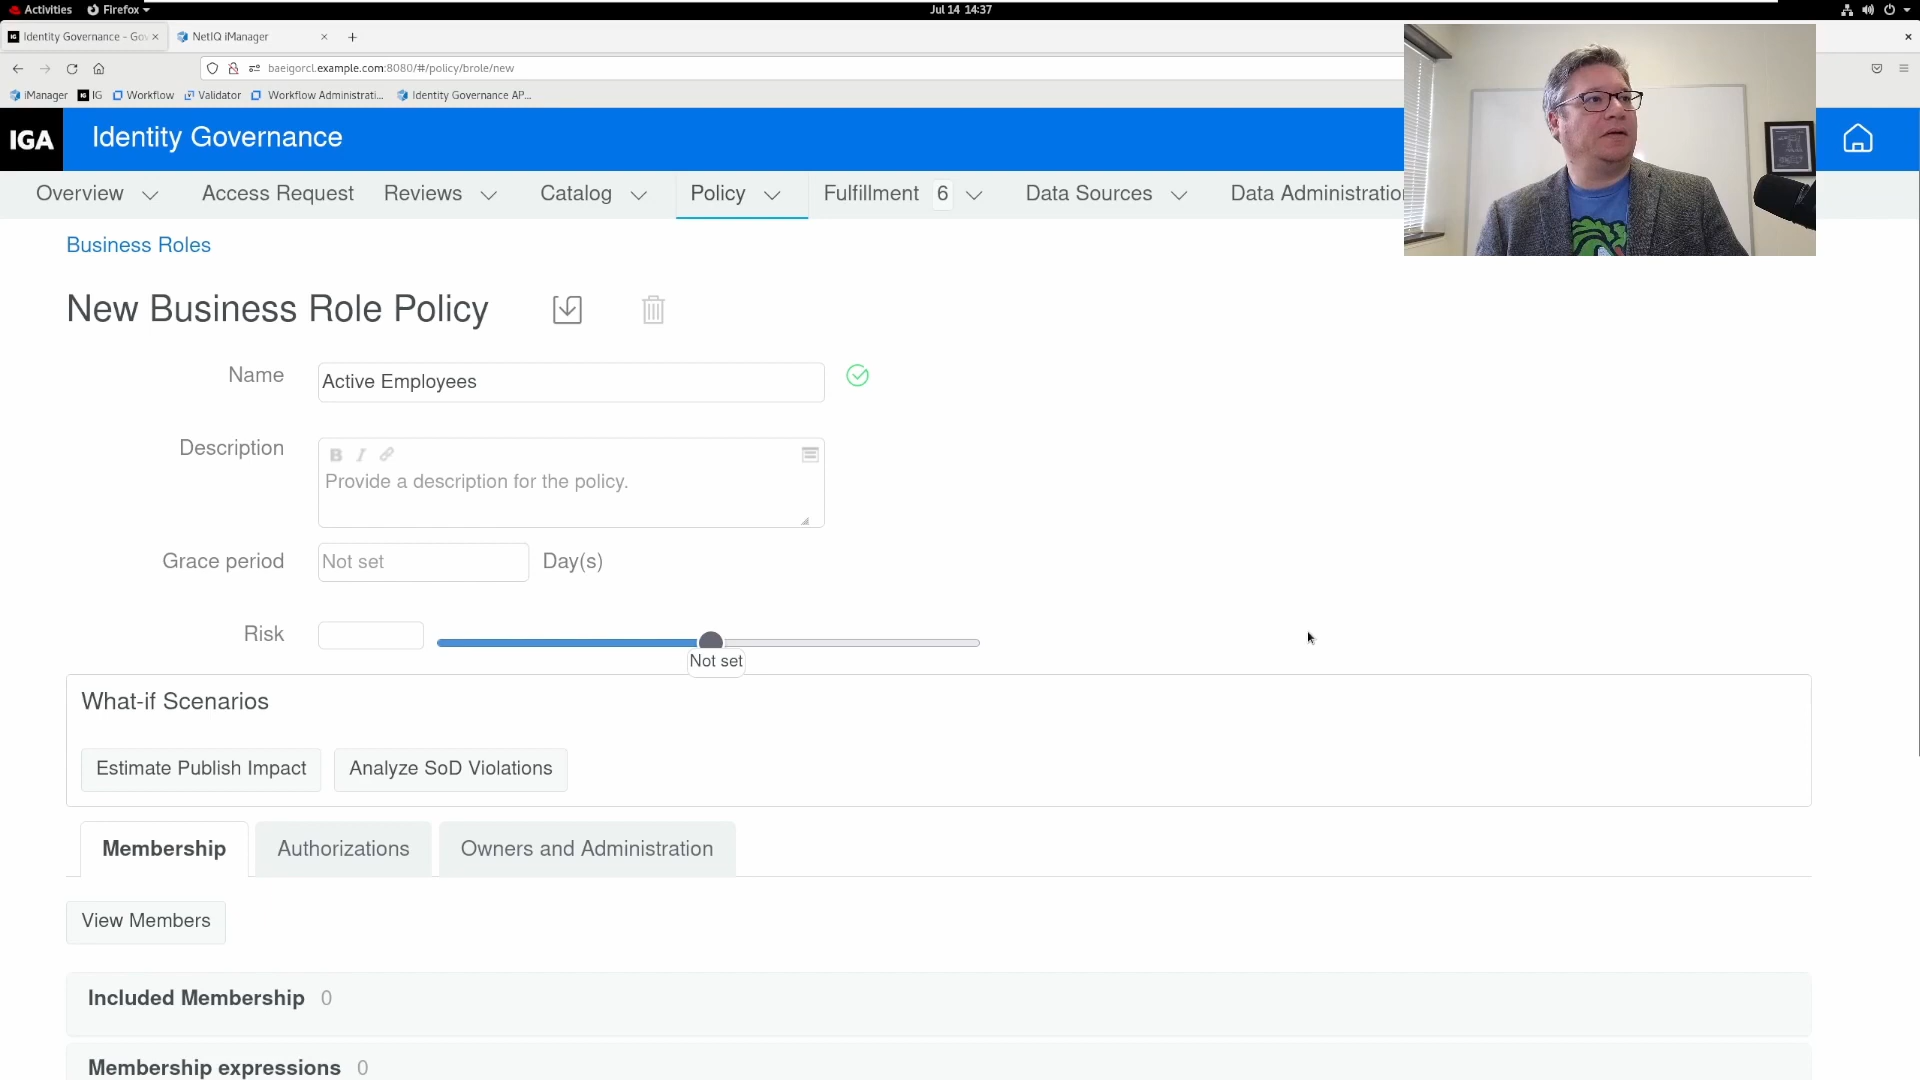 Activities Firefox Jul 14 14:37
Identity Governance - Gov NetIQ iManager
baeigorcl.example.com:8080/#/policy/brole/new
iManager IG Workflow Validator Workflow Administrati... Identity Governance AP...
IGA Identity Governance
Overview Access Request Reviews Catalog Policy Fulfillment 6 Data Sources Data Administratio
Business Roles
New Business Role Policy
Name Active Employees
Description B I
Provide a description for the policy.
Grace period Not set Day(s)
Risk
Not set
What-if Scenarios
Estimate Publish Impact Analyze SoD Violations
Membership Authorizations Owners and Administration
View Members
Included Membership 0
Membership expressions 0